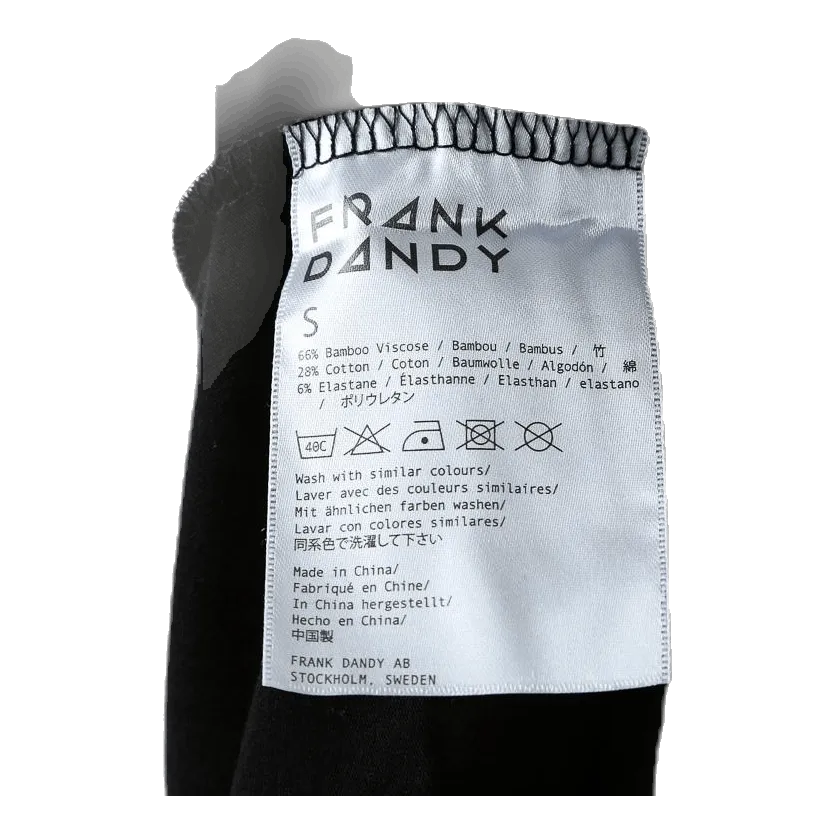 FRANK
DANDY
S
66% Bamboo Viscose / Bambou / Bambus / 竹
28% Cotton / Coton / Baumwolle / Algodón / 綿
6% Elastane / Élasthanne / Elasthan / elastano
/ ポリウレタン
40C
Wash with similar colours/
Laver avec des couleurs similaires/
Mit ähnlichen farben washen/
Lavar con colores similares/
同系色で洗濯して下さい
Made in China/
Fabriqué en Chine/
In China hergestellt/
Hecho en China/
中国製
FRANK DANDY AB
STOCKHOLM, SWEDEN